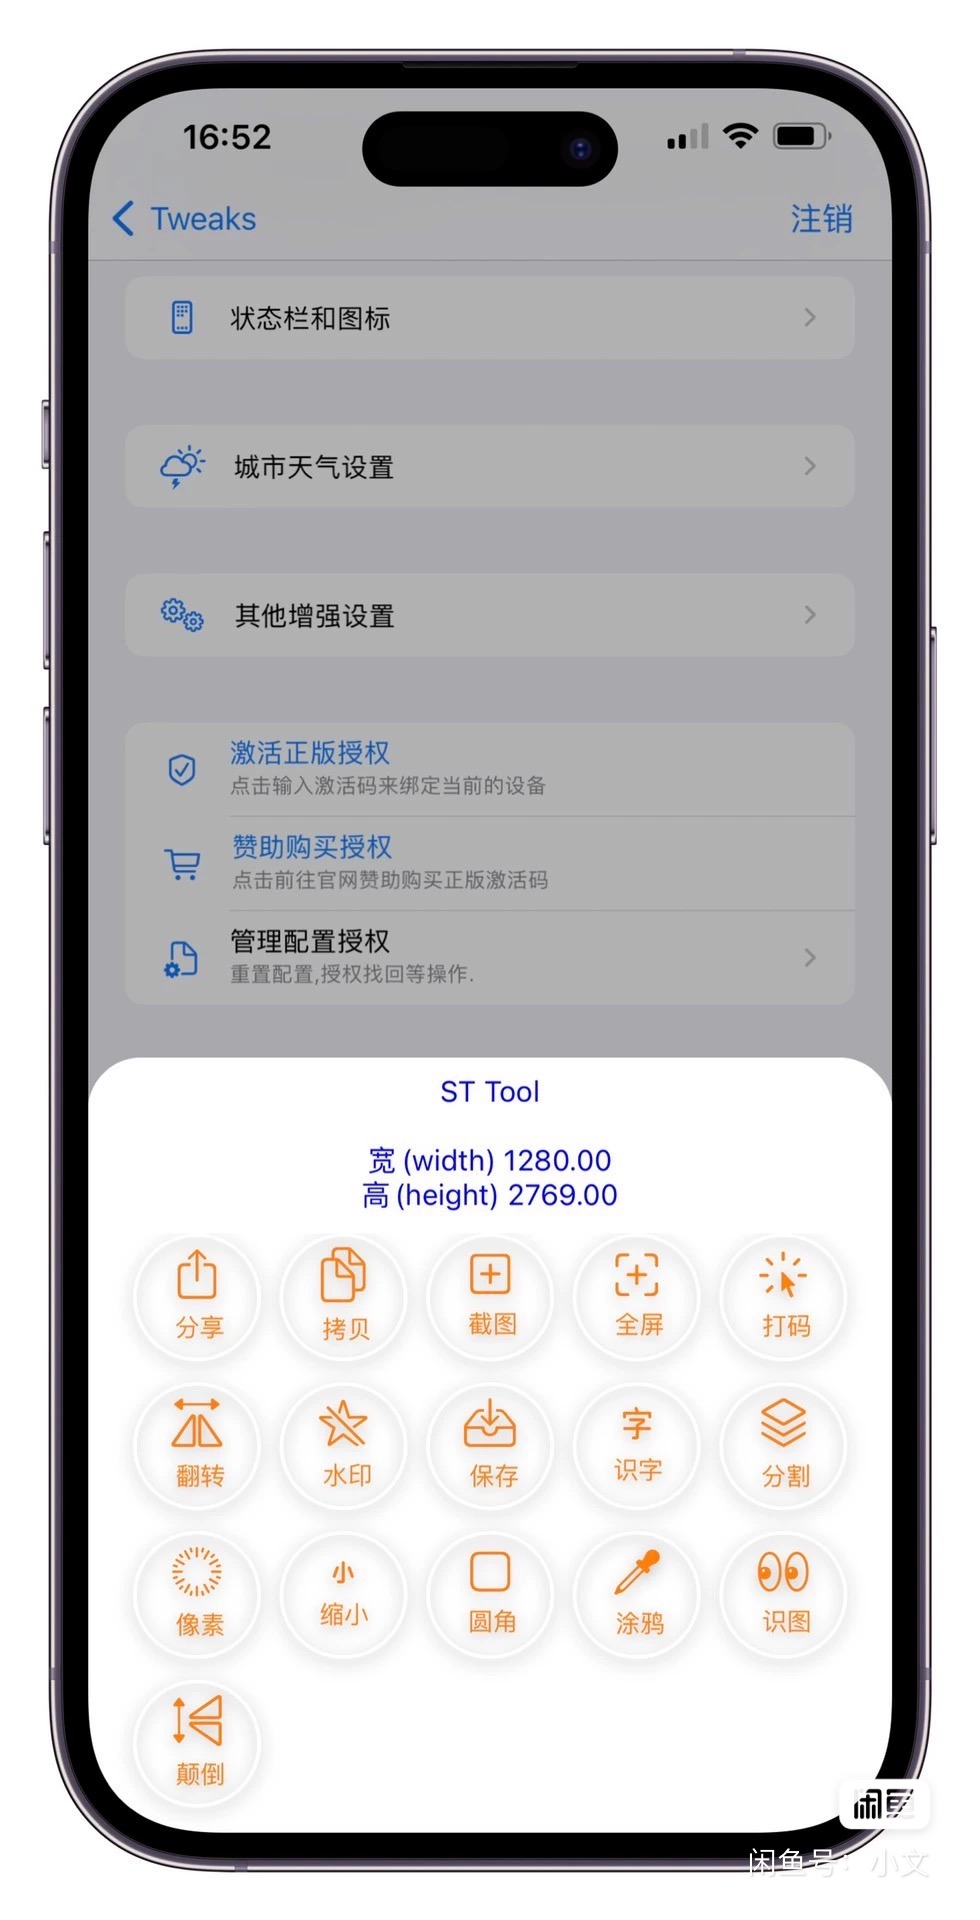 16:52
Tweaks
注销
状态栏和图标
城市天气设置
其他增强设置
激活正版授权
点击输入激活码来绑定当前的设备
赞助购买授权
点击前往官网赞助购买正版激活码
管理配置授权
重置配置,授权找回等操作.
ST Tool
宽 (width) 1280.00
高 (height) 2769.00
分享
拷贝
截图
全屏
打码
翻转
水印
保存
字
识字
分割
像素
小
缩小
圆角
涂鸦
识图
颠倒
闲鱼
闲鱼号：小文